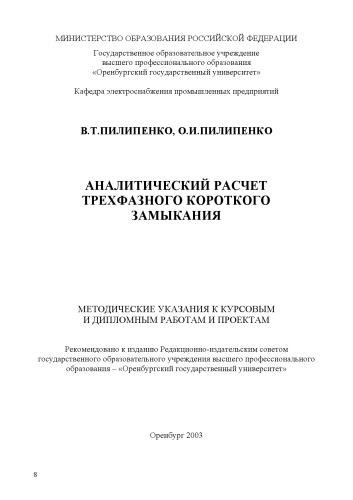 МИНИСТЕРСТВО ОБРАЗОВАНИЯ РОССИЙСКОЙ ФЕДЕРАЦИИ
Государственное образовательное учреждение
высшего профессионального образования
«Оренбургский государственный университет»
Кафедра электроснабжения промышленных предприятий
В.Т.ПИЛИПЕНКО, О.И.ПИЛИПЕНКО
АНАЛИТИЧЕСКИЙ РАСЧЕТ
ТРЕХФАЗНОГО КОРОТКОГО
ЗАМЫКАНИЯ
МЕТОДИЧЕСКИЕ УКАЗАНИЯ К КУРСОВЫМ
И ДИПЛОМНЫМ РАБОТАМ И ПРОЕКТАМ
Рекомендовано к изданию Редакционно-издательским советом
государственного образовательного учреждения высшего профессионального
образования – «Оренбургский государственный университет»
Оренбург 2003
8